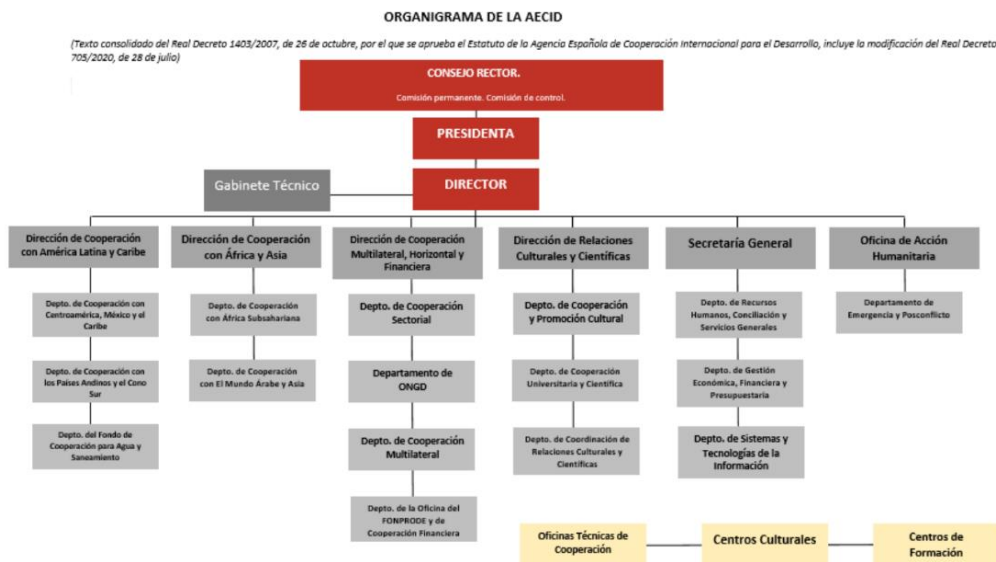 ORGANIGRAMA DE LA AECID
(Texto consolidado del Real Decreto 1403/2007, de 26 de octubre, por el que se aprueba el Estatuto de la Agencia Española de Cooperación Internacional para el Desarrollo, incluye la modificación del Real Decreto
705/2020, de 28 de julio)
CONSEJO RECTOR.
Comisión permanente. Comisión de control.
PRESIDENTA
Gabinete Técnico
DIRECTOR
Dirección de Cooperación
con América Latina y Caribe
Depto. de Cooperación con
Centroamérica, México y el
Caribe
Depto. de Cooperación con
los Países Andinos y el Cono
Sur
Depto. del Fondo de
Cooperación para Agua y
Saneamiento
Dirección de Cooperación
con África y Asia
Depto. de Cooperación
con África Subsahariana
Depto. de Cooperación
con El Mundo Árabe y Asia
Dirección de Cooperación
Multilateral, Horizontal y
Financiera
Depto. de Cooperación
Sectorial
Departamento de
ONGD
Depto. de Cooperación
Multilateral
Depto. de la Oficina del
FONPRODE y de
Cooperación Financiera
Dirección de Relaciones
Culturales y Científicas
Depto. de Cooperación
y Promoción Cultural
Depto. de Cooperación
Universitaria y Científica
Depto. de Coordinación de
Relaciones Culturales y
Científicas
Secretaría General
Depto. de Recursos
Humanos, Conciliación y
Servicios Generales
Depto. de Gestión
Económica, Financiera y
Presupuestaria
Depto. de Sistemas y
Tecnologías de la
Información
Oficina de Acción
Humanitaria
Departamento de
Emergencia y Posconflicto
Oficinas Técnicas de
Cooperación
Centros Culturales
Centros de
Formación